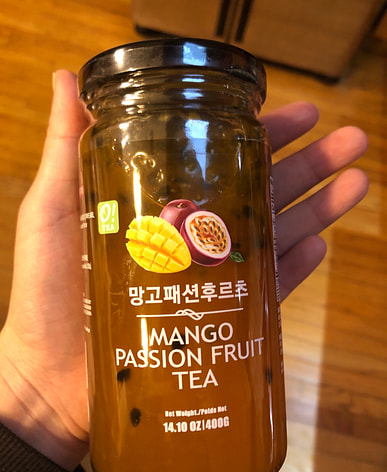 O!
TEA
망고패션후르츠
MANGO
PASSION FRUIT
TEA
Net Weight./Poids Net
14.10 OZ|400G